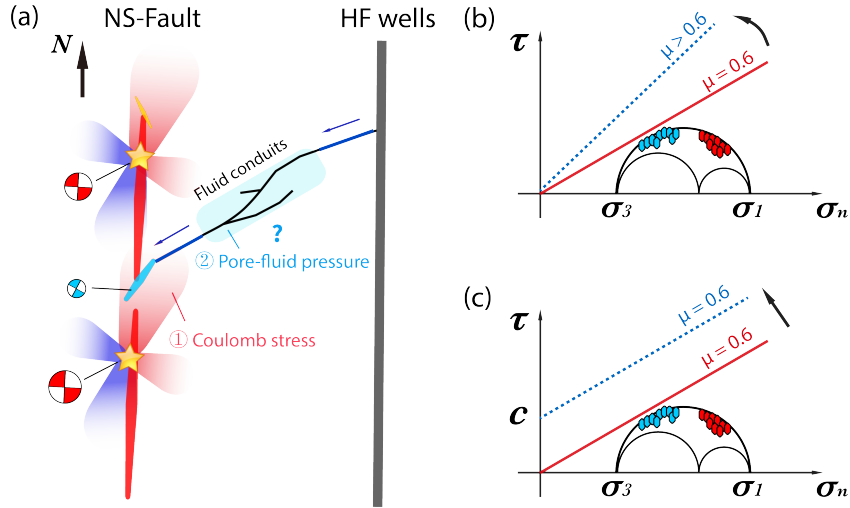 (a)
NS-Fault
HF wells
N
Fluid conduits
?
② Pore-fluid pressure
① Coulomb stress
(b)
τ
μ > 0.6
μ = 0.6
σ3
σ1
σn
(c)
τ
μ = 0.6
μ = 0.6
c
σ3
σ1
σn